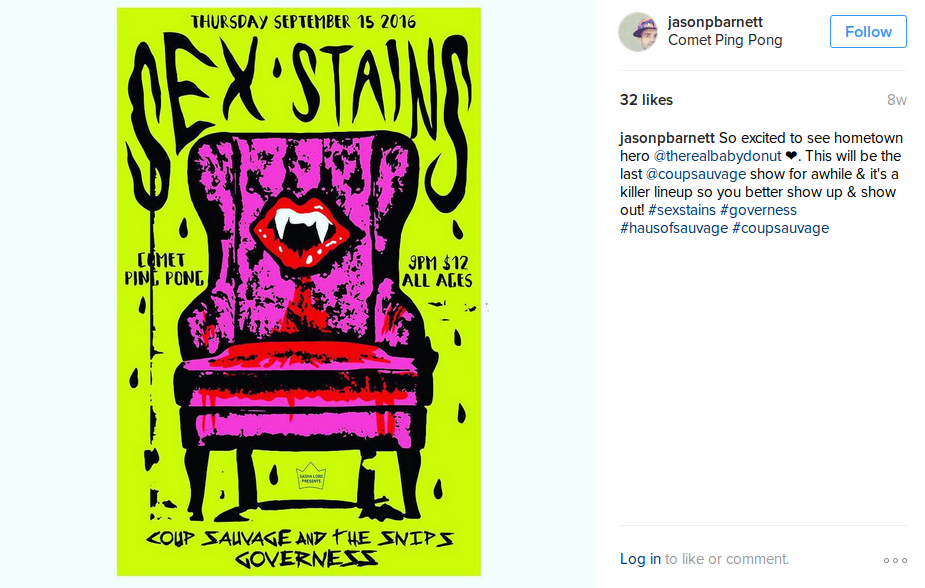 THURSDAY SEPTEMBER 15 2016
SEX • STAINS
COMET
PING PONG
9PM $12
ALL AGES
SASHA LORD
PRESENTS
COUP SAUVAGE AND THE SNIPS
GOVERNESS
jasonpbarnett
Comet Ping Pong
Follow
32 likes
8w
jasonpbarnett So excited to see hometown
hero @therealbabydonut ❤. This will be the
last @coupsauvage show for awhile & it's a
killer lineup so you better show up & show
out! #sexstains #governess
#hausofsauvage #coupsauvage
Log in to like or comment.